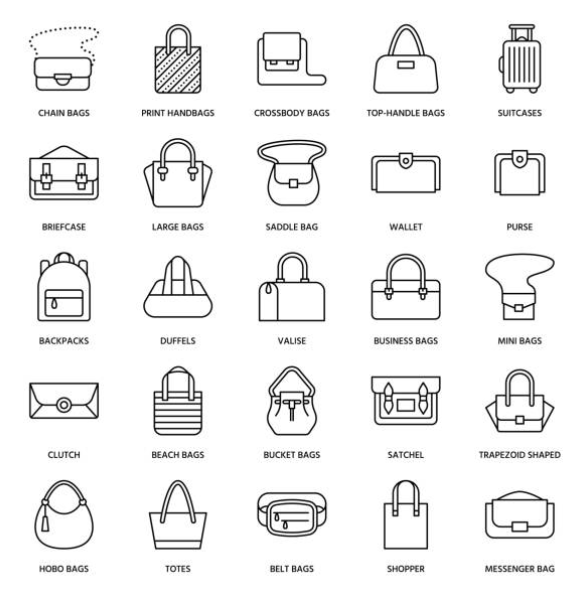 CHAIN BAGS
PRINT HANDBAGS
CROSSBODY BAGS
TOP-HANDLE BAGS
SUITCASES
BRIEFCASE
LARGE BAGS
SADDLE BAG
WALLET
PURSE
BACKPACKS
DUFFELS
VALISE
BUSINESS BAGS
MINI BAGS
CLUTCH
BEACH BAGS
BUCKET BAGS
SATCHEL
TRAPEZOID SHAPED
HOBO BAGS
TOTES
BELT BAGS
SHOPPER
MESSENGER BAG